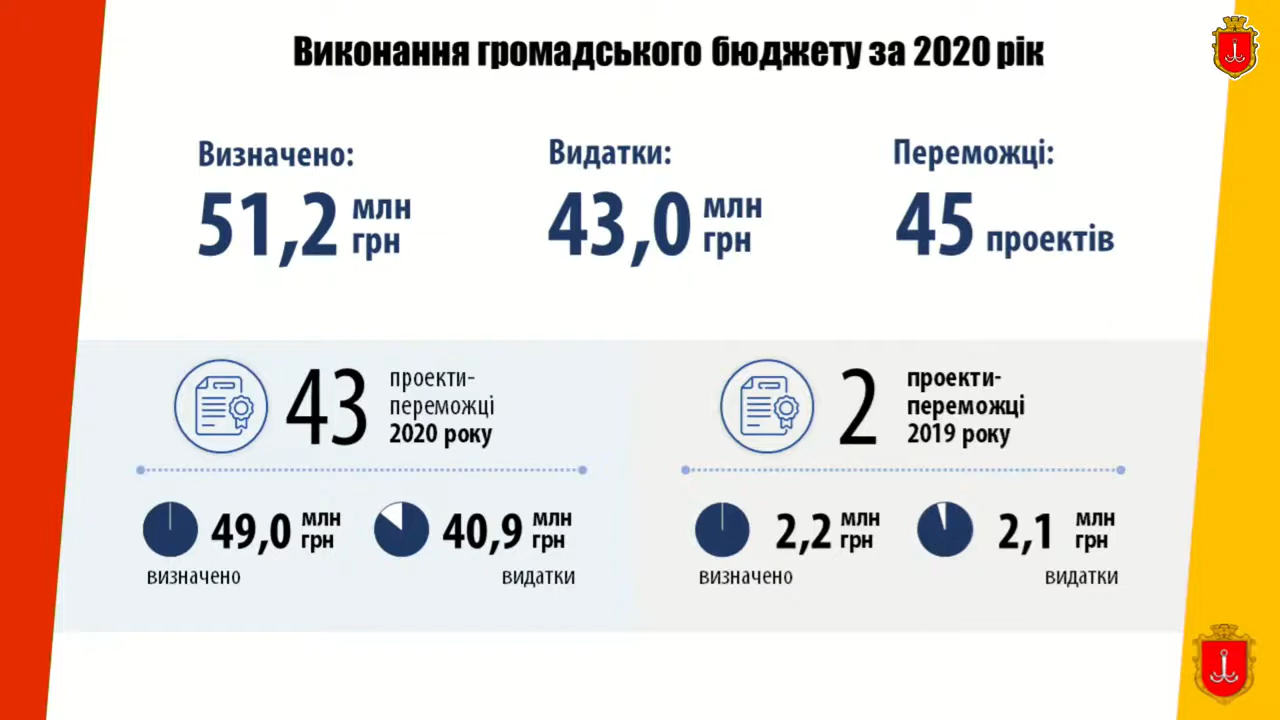 Виконання громадського бюджету за 2020 рік
Визначено:
51,2 млн грн
Видатки:
43,0 млн грн
Переможці:
45 проектів
43
проекти-
переможці
2020 року
2
проекти-
переможці
2019 року
49,0 млн грн
визначено
40,9 млн грн
видатки
2,2 млн грн
визначено
2,1 млн грн
видатки